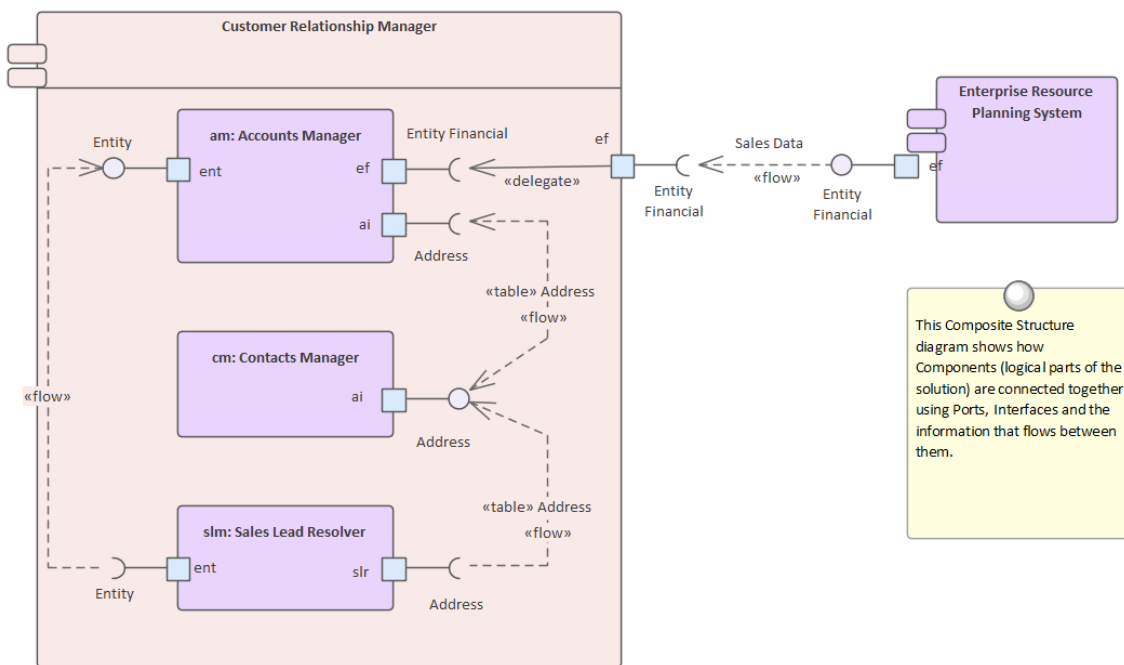 Customer Relationship Manager
am: Accounts Manager
Entity
ent
Entity Financial
ef
ai
Address
«delegate»
ef
Entity
Financial
Sales Data
«flow»
Entity
Financial
ef
Enterprise Resource
Planning System
«table» Address
«flow»
cm: Contacts Manager
ai
Address
«flow»
«table» Address
«flow»
slm: Sales Lead Resolver
ent
Entity
slr
Address
This Composite Structure
diagram shows how
Components (logical parts of the
solution) are connected together
using Ports, Interfaces and the
information that flows between
them.